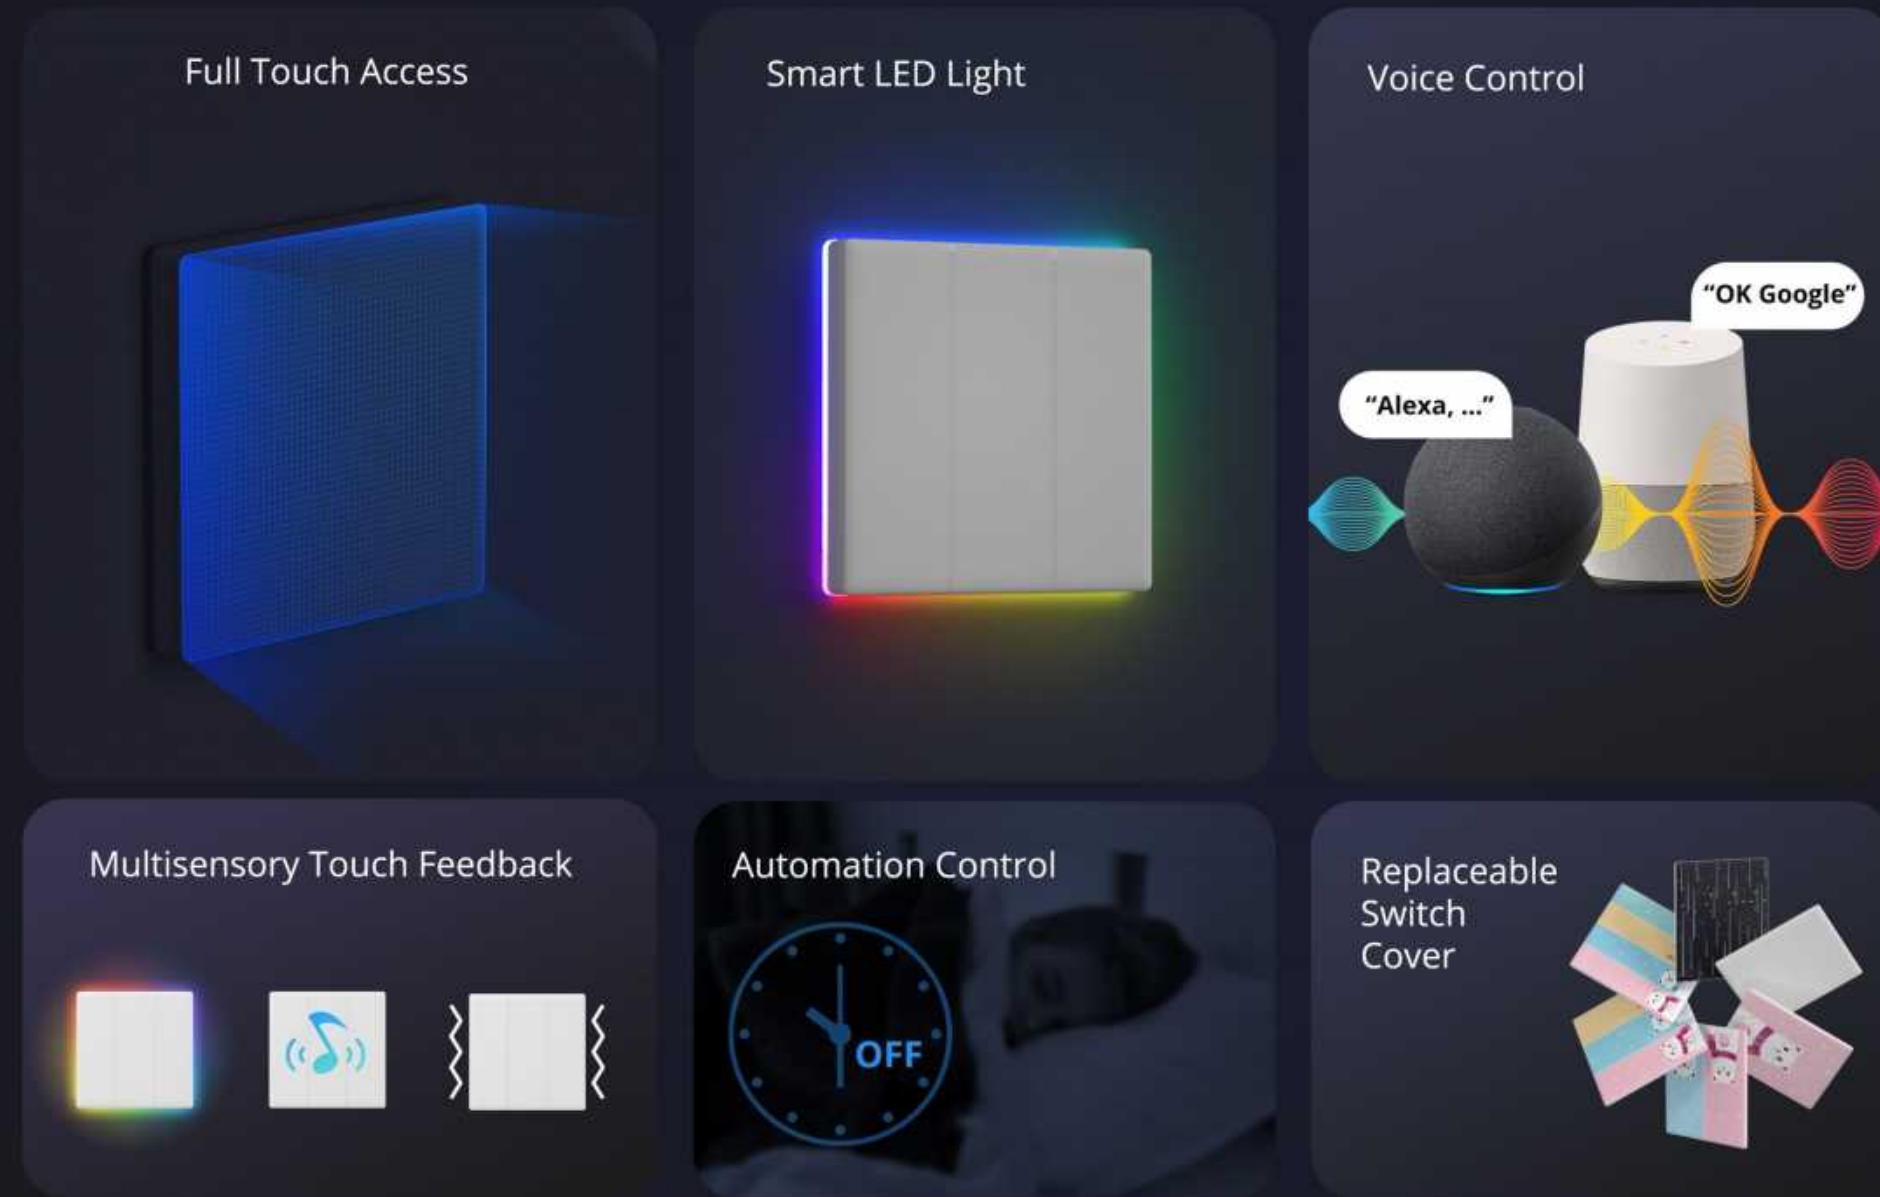 Full Touch Access
Smart LED Light
Voice Control
“OK Google”
“Alexa, ...”
Multisensory Touch Feedback
Automation Control
OFF
Replaceable
Switch
Cover